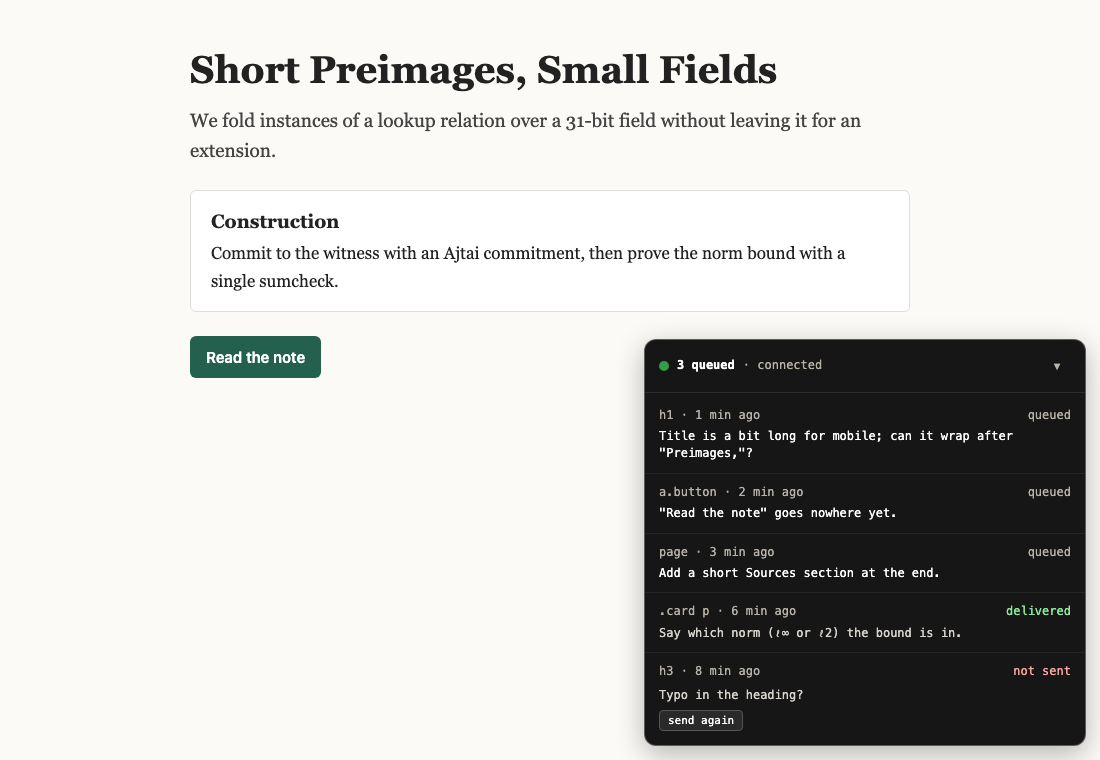 Short Preimages, Small Fields
We fold instances of a lookup relation over a 31-bit field without leaving it for an
extension.
Construction
Commit to the witness with an Ajtai commitment, then prove the norm bound with a
single sumcheck.
Read the note
3 queued · connected ▼
h1 · 1 min ago queued
Title is a bit long for mobile; can it wrap after
"Preimages,"?
a.button · 2 min ago queued
"Read the note" goes nowhere yet.
page · 3 min ago queued
Add a short Sources section at the end.
.card p · 6 min ago delivered
Say which norm (ℓ∞ or ℓ2) the bound is in.
h3 · 8 min ago not sent
Typo in the heading?
send again